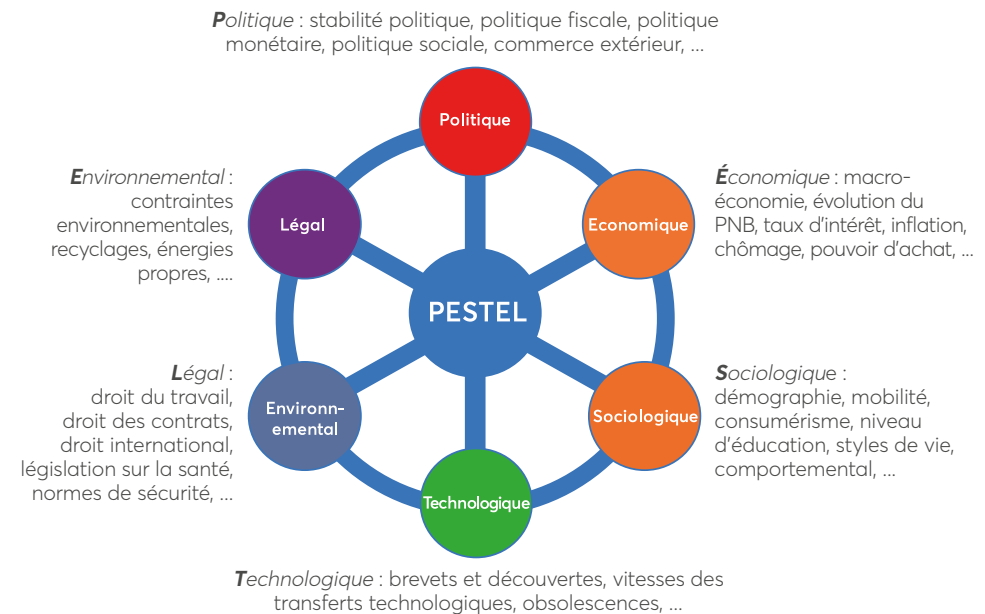 Politique : stabilité politique, politique fiscale, politique
monétaire, politique sociale, commerce extérieur, ...
Politique
Environnemental :
contraintes
environnementales,
recyclages, énergies
propres, ....
Légal
Economique
Économique : macro-
économie, évolution du
PNB, taux d'intérêt, inflation,
chômage, pouvoir d'achat, ...
PESTEL
Légal :
droit du travail,
droit des contrats,
droit international,
législation sur la santé,
normes de sécurité, ...
Environn-
emental
Sociologique
Sociologique :
démographie, mobilité,
consumérisme, niveau
d'éducation, styles de vie,
comportemental, ...
Technologique
Technologique : brevets et découvertes, vitesses des
transferts technologiques, obsolescences, ...